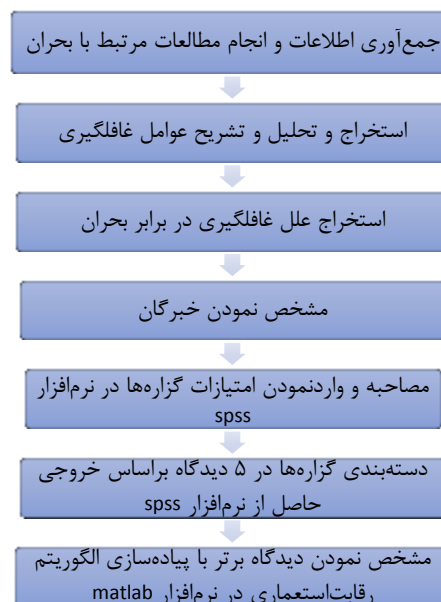 جمع‌آوری اطلاعات و انجام مطالعات مرتبط با بحران
استخراج و تحلیل و تشریح عوامل غافلگیری
استخراج علل غافلگیری در برابر بحران
مشخص نمودن خبرگان
مصاحبه و واردنمودن امتیازات گزاره‌ها در نرم‌افزار
spss
دسته‌بندی گزاره‌ها در ۵ دیدگاه براساس خروجی
حاصل از نرم‌افزار spss
مشخص نمودن دیدگاه برتر با پیاده‌سازی الگوریتم
رقابت‌استعماری در نرم‌افزار matlab